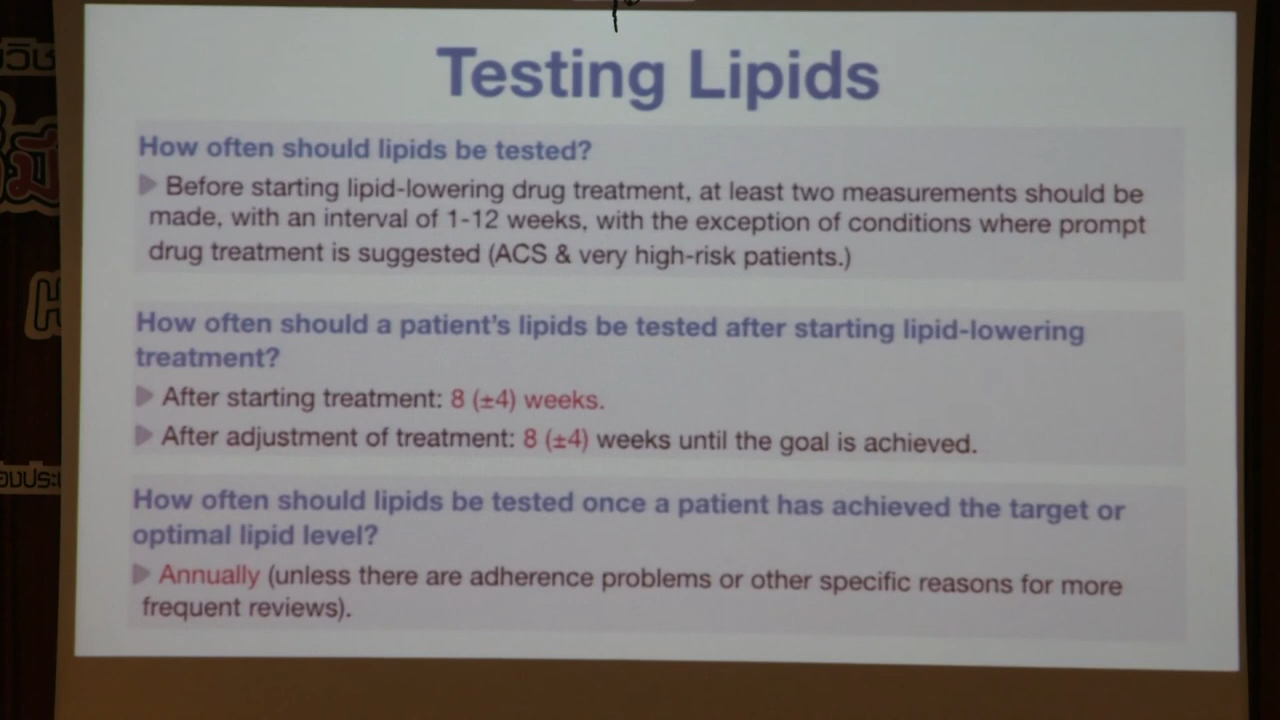 Testing Lipids
How often should lipids be tested?
Before starting lipid-lowering drug treatment, at least two measurements should be
made, with an interval of 1-12 weeks, with the exception of conditions where prompt
drug treatment is suggested (ACS & very high-risk patients.)
How often should a patient's lipids be tested after starting lipid-lowering
treatment?
After starting treatment: 8 (±4) weeks.
After adjustment of treatment: 8 (±4) weeks until the goal is achieved.
How often should lipids be tested once a patient has achieved the target or
optimal lipid level?
Annually (unless there are adherence problems or other specific reasons for more
frequent reviews).